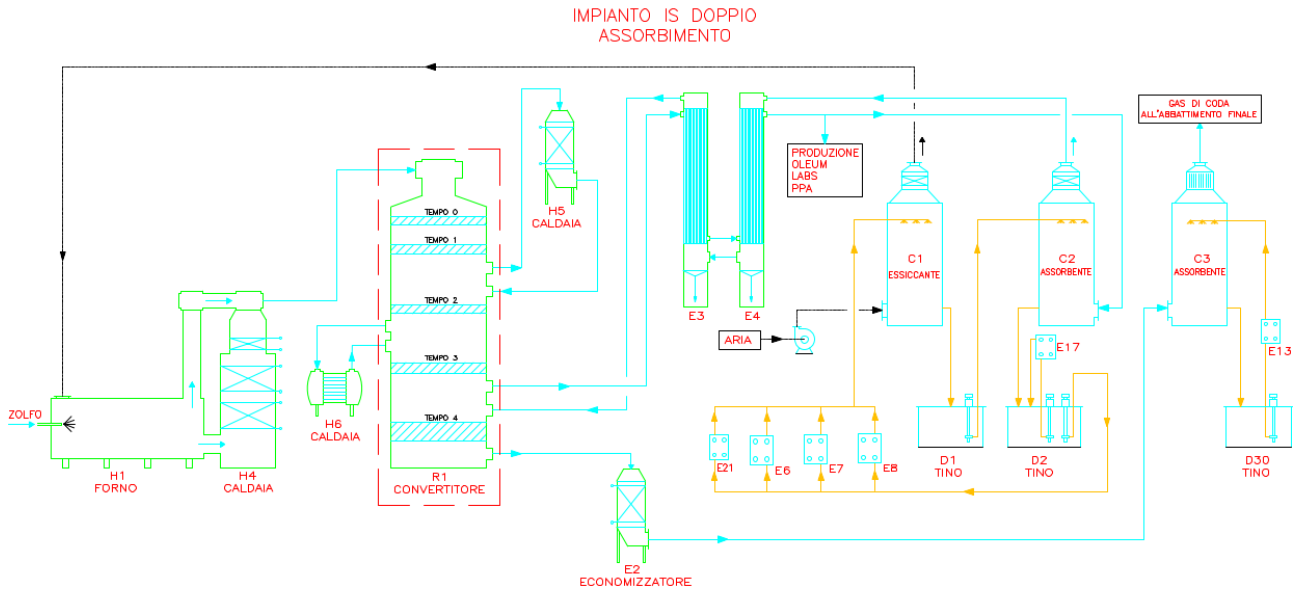 IMPIANTO IS DOPPIO
ASSORBIMENTO
GAS DI CODA
ALL'ABBATTIMENTO FINALE
PRODUZIONE
OLEUM
LABS
PPA
H5
CALDAIA
TEMPO 0
TEMPO 1
TEMPO 2
TEMPO 3
TEMPO 4
C1
ESSICCANTE
C2
ASSORBENTE
C3
ASSORBENTE
E3
E4
ARIA
E17
E13
ZOLFO
H6
CALDAIA
H1
FORNO
H4
CALDAIA
R1
CONVERTITORE
E21
E6
E7
E8
D1
TINO
D2
TINO
D30
TINO
E2
ECONOMIZZATORE